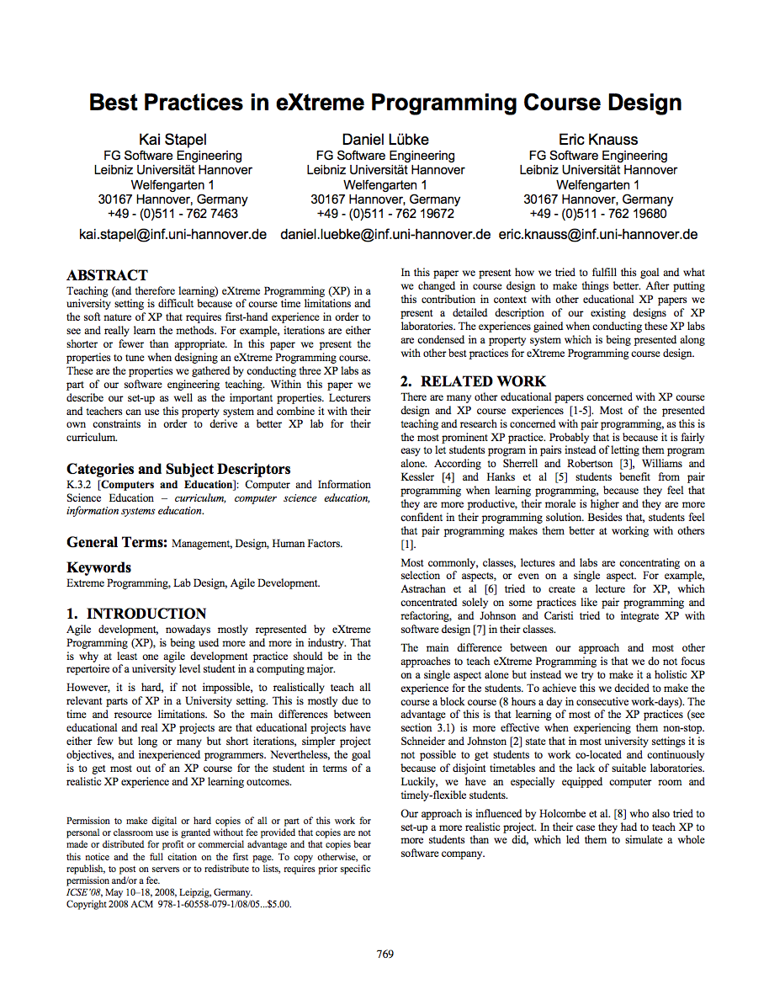 Best Practices in eXtreme Programming Course Design
Kai Stapel
FG Software Engineering
Leibniz Universität Hannover
Welfengarten 1
30167 Hannover, Germany
+49 - (0)511 - 762 7463
kai.stapel@inf.uni-hannover.de
Daniel Lübke
FG Software Engineering
Leibniz Universität Hannover
Welfengarten 1
30167 Hannover, Germany
+49 - (0)511 - 762 19672
daniel.luebke@inf.uni-hannover.de
Eric Knauss
FG Software Engineering
Leibniz Universität Hannover
Welfengarten 1
30167 Hannover, Germany
+49 - (0)511 - 762 19680
eric.knauss@inf.uni-hannover.de
ABSTRACT
Teaching (and therefore learning) eXtreme Programming (XP) in a
university setting is difficult because of course time limitations and
the soft nature of XP that requires first-hand experience in order to
see and really learn the methods. For example, iterations are either
shorter or fewer than appropriate. In this paper we present the
properties to tune when designing an eXtreme Programming course.
These are the properties we gathered by conducting three XP labs as
part of our software engineering teaching. Within this paper we
describe our set-up as well as the important properties. Lecturers
and teachers can use this property system and combine it with their
own constraints in order to derive a better XP lab for their
curriculum.
Categories and Subject Descriptors
K.3.2 [Computers and Education]: Computer and Information
Science Education – curriculum, computer science education,
information systems education.
General Terms: Management, Design, Human Factors.
Keywords
Extreme Programming, Lab Design, Agile Development.
1. INTRODUCTION
Agile development, nowadays mostly represented by eXtreme
Programming (XP), is being used more and more in industry. That
is why at least one agile development practice should be in the
repertoire of a university level student in a computing major.
However, it is hard, if not impossible, to realistically teach all
relevant parts of XP in a University setting. This is mostly due to
time and resource limitations. So the main differences between
educational and real XP projects are that educational projects have
either few but long or many but short iterations, simpler project
objectives, and inexperienced programmers. Nevertheless, the goal
is to get most out of an XP course for the student in terms of a
realistic XP experience and XP learning outcomes.
Permission to make digital or hard copies of all or part of this work for
personal or classroom use is granted without fee provided that copies are not
made or distributed for profit or commercial advantage and that copies bear
this notice and the full citation on the first page. To copy otherwise, or
republish, to post on servers or to redistribute to lists, requires prior specific
permission and/or a fee.
ICSE'08, May 10–18, 2008, Leipzig, Germany.
Copyright 2008 ACM 978-1-60558-079-1/08/05...$5.00.
In this paper we present how we tried to fulfill this goal and what
we changed in course design to make things better. After putting
this contribution in context with other educational XP papers we
present a detailed description of our existing designs of XP
laboratories. The experiences gained when conducting these XP labs
are condensed in a property system which is being presented along
with other best practices for eXtreme Programming course design.
2. RELATED WORK
There are many other educational papers concerned with XP course
design and XP course experiences [1-5]. Most of the presented
teaching and research is concerned with pair programming, as this is
the most prominent XP practice. Probably that is because it is fairly
easy to let students program in pairs instead of letting them program
alone. According to Sherrell and Robertson [3], Williams and
Kessler [4] and Hanks et al [5] students benefit from pair
programming when learning programming, because they feel that
they are more productive, their morale is higher and they are more
confident in their programming solution. Besides that, students feel
that pair programming makes them better at working with others
[1].
Most commonly, classes, lectures and labs are concentrating on a
selection of aspects, or even on a single aspect. For example,
Astrachan et al [6] tried to create a lecture for XP, which
concentrated solely on some practices like pair programming and
refactoring, and Johnson and Caristi tried to integrate XP with
software design [7] in their classes.
The main difference between our approach and most other
approaches to teach eXtreme Programming is that we do not focus
on a single aspect alone but instead we try to make it a holistic XP
experience for the students. To achieve this we decided to make the
course a block course (8 hours a day in consecutive work-days). The
advantage of this is that learning of most of the XP practices (see
section 3.1) is more effective when experiencing them non-stop.
Schneider and Johnston [2] state that in most university settings it is
not possible to get students to work co-located and continuously
because of disjoint timetables and the lack of suitable laboratories.
Luckily, we have an especially equipped computer room and
timely-flexible students.
Our approach is influenced by Holcombe et al. [8] who also tried to
set-up a more realistic project. In their case they had to teach XP to
more students than we did, which led them to simulate a whole
software company.
769